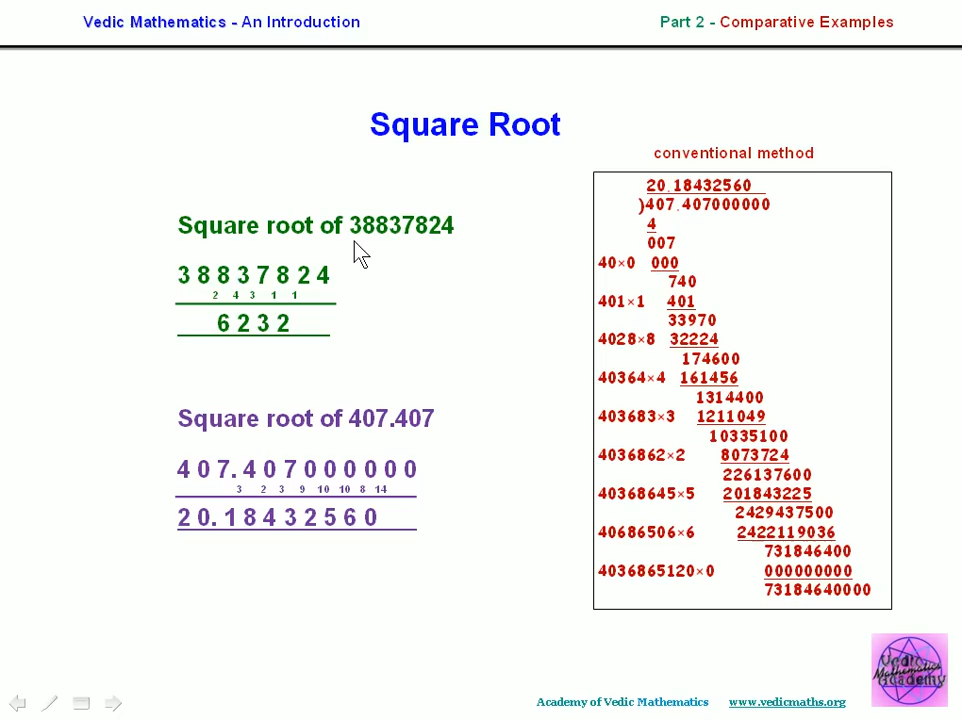 Vedic Mathematics - An Introduction
Part 2 - Comparative Examples
Square Root
Square root of 38837824
3 8 8 3 7 8 2 4
2 4 3 1 1
6 2 3 2
Square root of 407.407
4 0 7. 4 0 7 0 0 0 0 0 0
3 2 3 9 10 10 8 14
2 0. 1 8 4 3 2 5 6 0
conventional method
20.18432560
)407.407000000
4
007
40×0 000
740
401×1 401
33970
4028×8 32224
174600
40364×4 161456
1314400
403683×3 1211049
10335100
4036862×2 8073724
226137600
40368645×5 201843225
2429437500
40686506×6 2422119036
731846400
4036865120×0 000000000
73184640000
Vedic
Mathematics
Academy
Academy of Vedic Mathematics www.vedicmaths.org